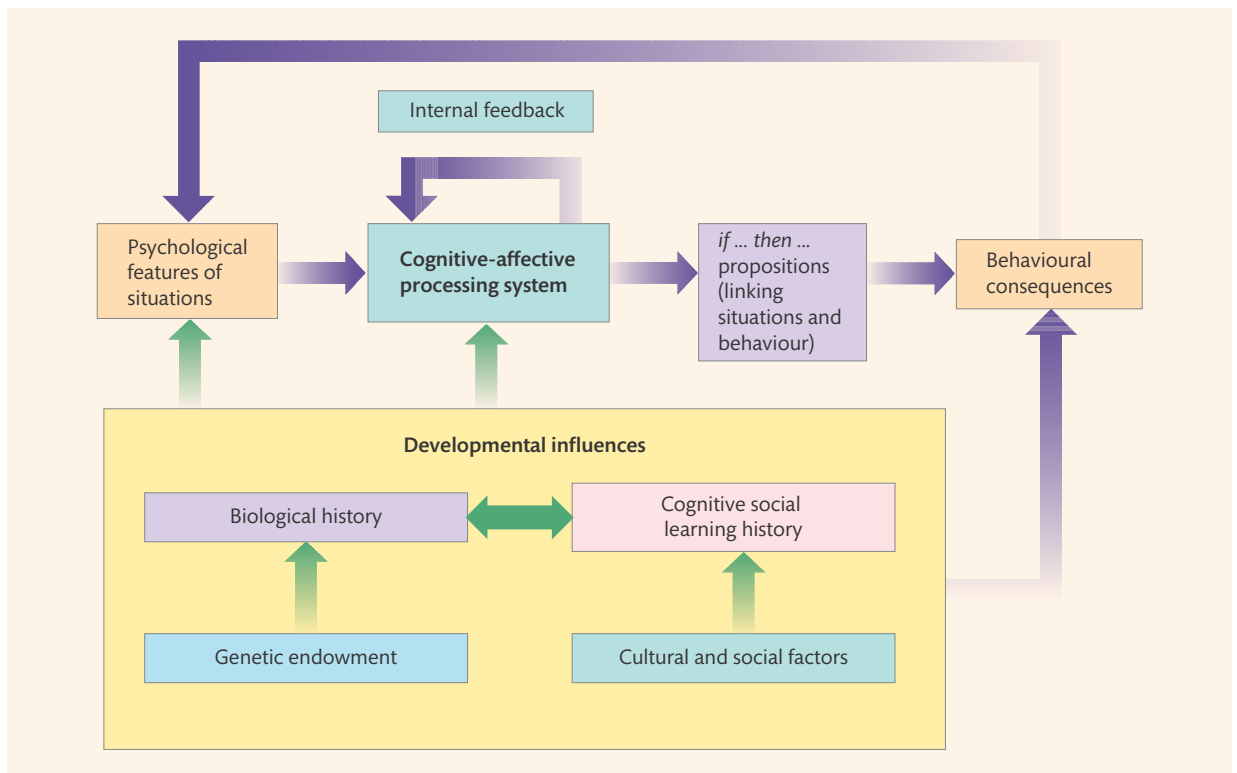 Internal feedback
Psychological
features of
situations
Cognitive-affective
processing system
if ... then ...
propositions
(linking
situations and
behaviour)
Behavioural
consequences
Developmental influences
Biological history
Cognitive social
learning history
Genetic endowment
Cultural and social factors